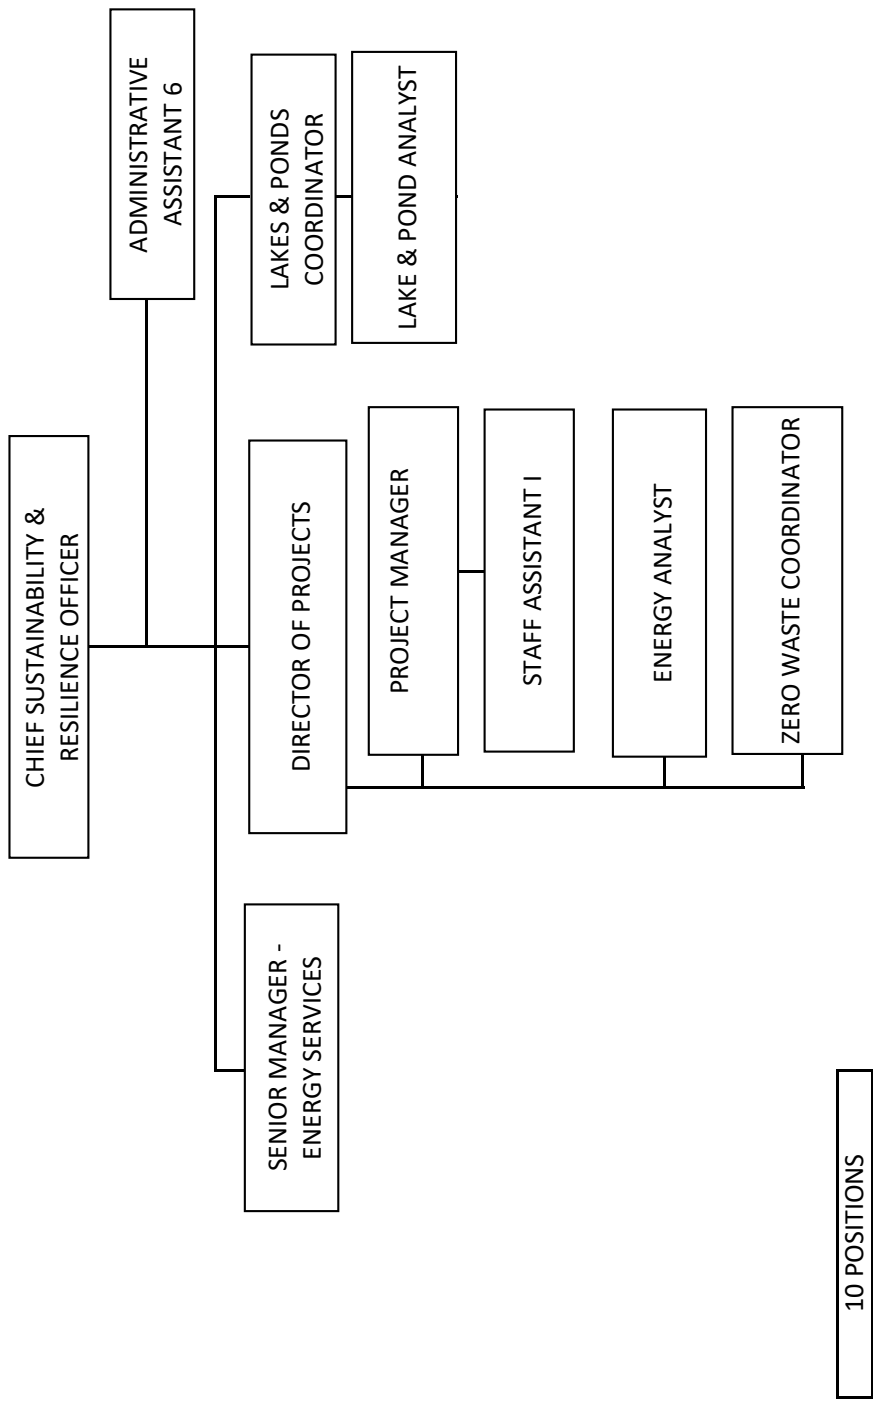 CHIEF SUSTAINABILITY &
RESILIENCE OFFICER
ADMINISTRATIVE
ASSISTANT 6
SENIOR MANAGER -
ENERGY SERVICES
DIRECTOR OF PROJECTS
LAKES & PONDS
COORDINATOR
PROJECT MANAGER
LAKE & POND ANALYST
STAFF ASSISTANT I
ENERGY ANALYST
ZERO WASTE COORDINATOR
10 POSITIONS